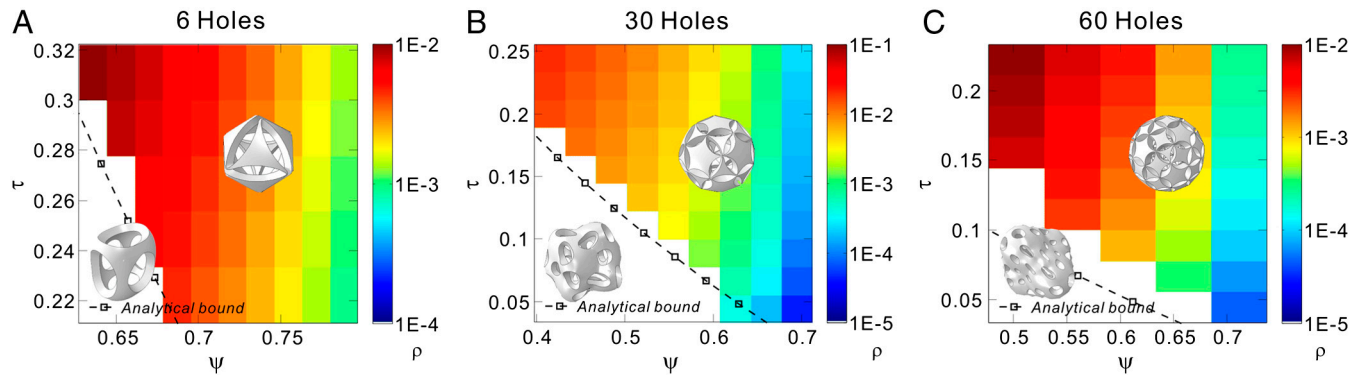 A
6 Holes
0.32
0.3
0.28
0.26
0.24
0.22
τ
0.65
0.7
0.75
ψ
Analytical bound
1E-2
1E-3
1E-4
ρ
B
30 Holes
0.25
0.2
0.15
0.1
0.05
τ
0.4
0.5
0.6
0.7
ψ
Analytical bound
1E-1
1E-2
1E-3
1E-4
1E-5
ρ
C
60 Holes
0.2
0.15
0.1
0.05
τ
0.5
0.55
0.6
0.65
0.7
ψ
Analytical bound
1E-2
1E-3
1E-4
1E-5
ρ